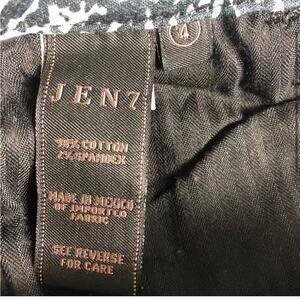 4
JEN7
98% COTTON
2% SPANDEX
MADE IN MEXICO
OF IMPORTED
FABRIC
SEE REVERSE
FOR CARE